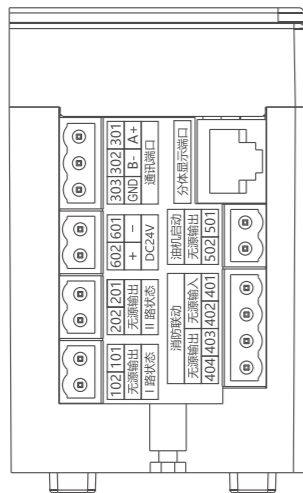 303 302 301
GND B- A+
通讯端口
602 601
+ -
DC24V
202 201
无源输出
II 路状态
102 101
无源输出
I 路状态
分体显示端口
油机启动
无源输出
502 501
消防联动
无源输出 无源输入
404 403 402 401